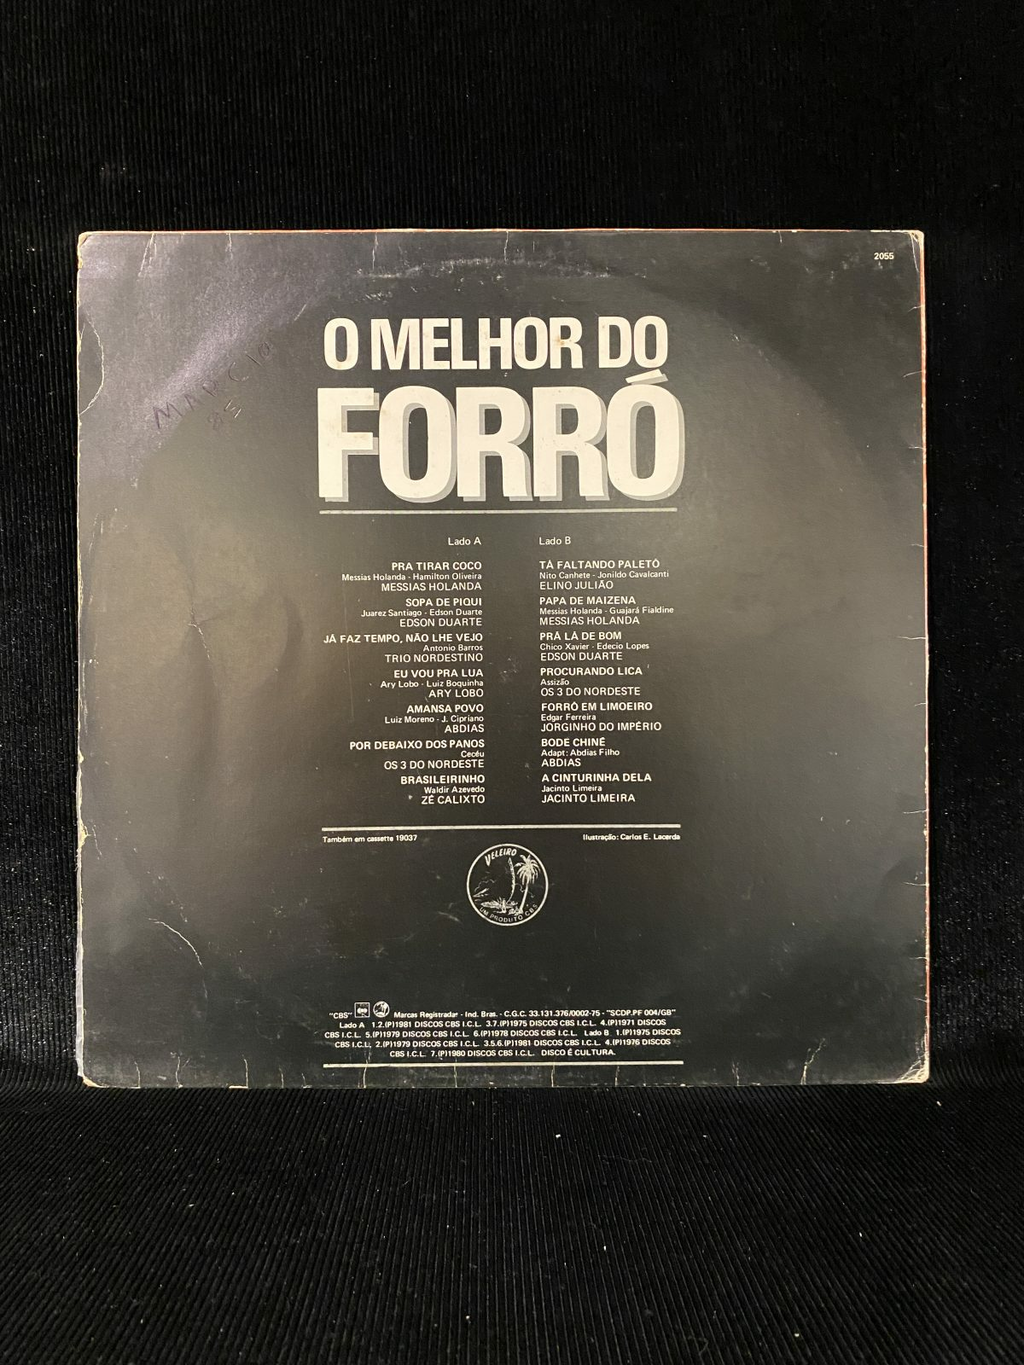 2055
MARCIO
O MELHOR DO
FORRÓ
Lado A
PRA TIRAR COCO
Messias Holanda - Hamilton Oliveira
MESSIAS HOLANDA
SOPA DE PIQUI
Juarez Santiago - Edson Duarte
EDSON DUARTE
JÁ FAZ TEMPO, NÃO LHE VEJO
Antonio Barros
TRIO NORDESTINO
EU VOU PRA LUA
Ary Lobo - Luiz Boquinha
ARY LOBO
AMANSA POVO
Luiz Moreno - J. Cipriano
ABDIAS
POR DEBAIXO DOS PANOS
Cecéu
OS 3 DO NORDESTE
BRASILEIRINHO
Waldir Azevedo
ZÉ CALIXTO
Lado B
TÁ FALTANDO PALETÓ
Nito Canhete - Jonildo Cavalcanti
ELINO JULIÃO
PAPA DE MAIZENA
Messias Holanda - Guajará Fialdine
MESSIAS HOLANDA
PRÁ LÁ DE BOM
Chico Xavier - Edecio Lopes
EDSON DUARTE
PROCURANDO LICA
Assizão
OS 3 DO NORDESTE
FORRÓ EM LIMOEIRO
Edgar Ferreira
JORGINHO DO IMPÉRIO
BODE CHINÊ
Adapt: Abdias Filho
ABDIAS
A CINTURINHA DELA
Jacinto Limeira
JACINTO LIMEIRA
Também em cassette 19037
Ilustração: Carlos E. Lacerda
VELEIRO
UM PRODUTO CBS
"CBS" Marcas Registradas - Ind. Bras. - C.G.C. 33.131.376/0002-75 - "SCDP.PF 004/GB"
Lado A 1.2.(P)1981 DISCOS CBS I.C.L. 3.7.(P)1975 DISCOS CBS I.C.L. 4.(P)1971 DISCOS
CBS I.C.L. 5.(P)1979 DISCOS CBS I.C.L. 6.(P)1978 DISCOS CBS I.C.L. Lado B 1.(P)1975 DISCOS
CBS I.C.L. 2.(P)1979 DISCOS CBS I.C.L. 3.5.6.(P)1981 DISCOS CBS I.C.L. 4.(P)1976 DISCOS
CBS I.C.L. 7.(P)1980 DISCOS CBS I.C.L. DISCO É CULTURA.